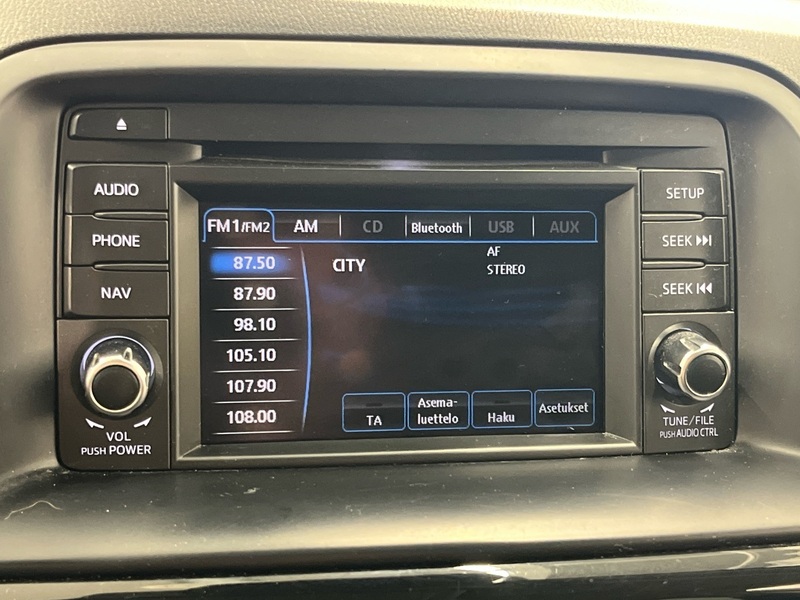 AUDIO
PHONE
NAV
VOL
PUSH POWER
FM1/FM2 AM CD Bluetooth USB AUX
87.50
87.90
98.10
105.10
107.90
108.00
CITY
AF
STEREO
TA
Asema-
luettelo
Haku
Asetukset
SETUP
SEEK
SEEK
TUNE/FILE
PUSH AUDIO CTRL